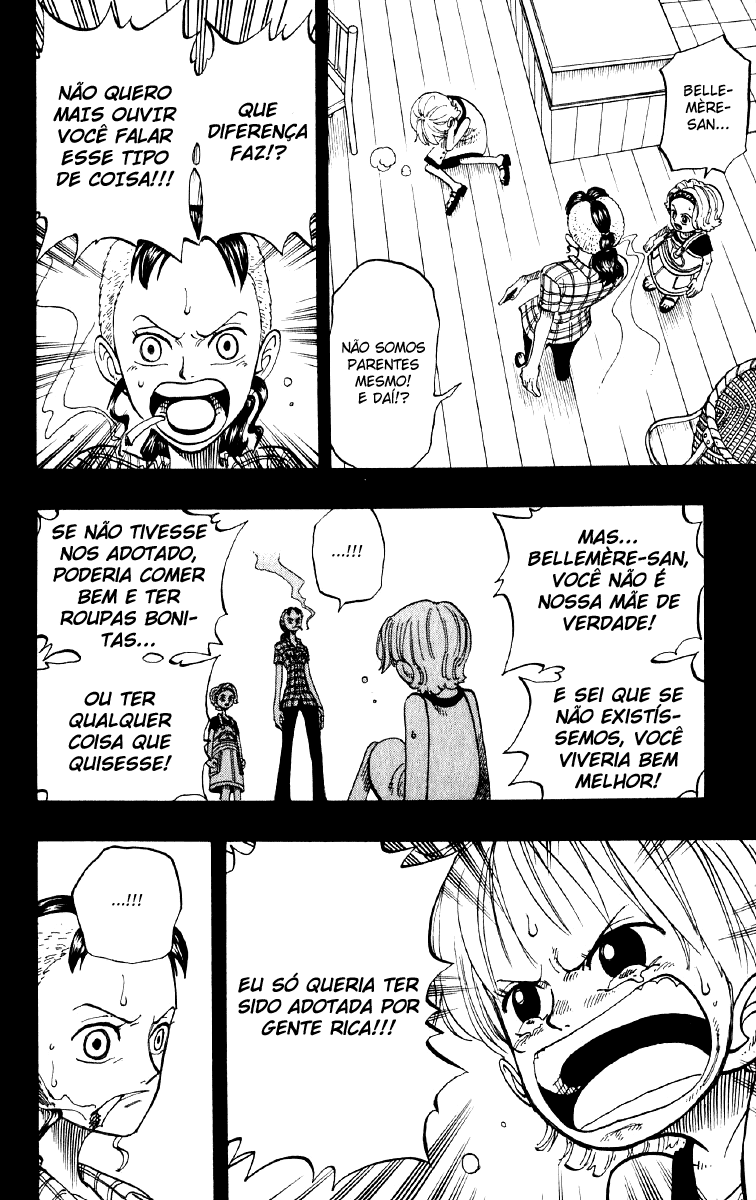 BELLE-
MÈRE-
SAN...
NÃO SOMOS
PARENTES
MESMO!
E DAÍ!?
QUE
DIFERENÇA
FAZ!?
NÃO QUERO
MAIS OUVIR
VOCÊ FALAR
ESSE TIPO
DE COISA!!!
MAS...
BELLEMÈRE-SAN,
VOCÊ NÃO É
NOSSA MÃE DE
VERDADE!
E SEI QUE SE
NÃO EXISTÍS-
SEMOS, VOCÊ
VIVERIA BEM
MELHOR!
...!!!
SE NÃO TIVESSE
NOS ADOTADO,
PODERIA COMER
BEM E TER
ROUPAS BONI-
TAS...
OU TER
QUALQUER
COISA QUE
QUISESSE!
EU SÓ QUERIA TER
SIDO ADOTADA POR
GENTE RICA!!!
...!!!